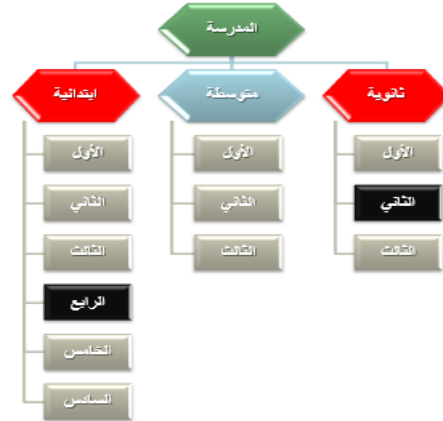 المدرسة
ثانوية
متوسطة
ابتدائية
الأول
الثاني
الثالث
الأول
الثاني
الثالث
الأول
الثاني
الثالث
الرابع
الخامس
السادس